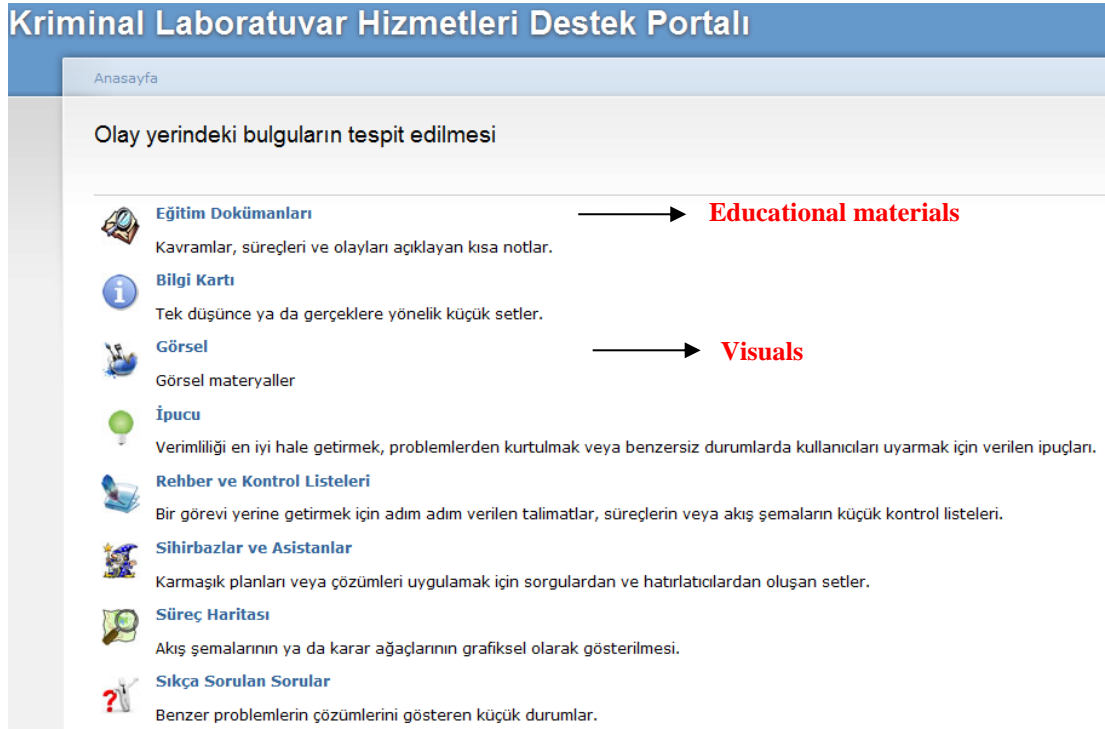 Kriminal Laboratuvar Hizmetleri Destek Portalı
Anasayfa
Olay yerindeki bulguların tespit edilmesi
Eğitim Dokümanları
Educational materials
Kavramlar, süreçleri ve olayları açıklayan kısa notlar.
Bilgi Kartı
Tek düşünce ya da gerçeklere yönelik küçük setler.
Görsel
Visuals
Görsel materyaller
İpucu
Verimliliği en iyi hale getirmek, problemlerden kurtulmak veya benzersiz durumlarda kullanıcıları uyarmak için verilen ipuçları.
Rehber ve Kontrol Listeleri
Bir görevi yerine getirmek için adım adım verilen talimatlar, süreçlerin veya akış şemaların küçük kontrol listeleri.
Sihirbazlar ve Asistanlar
Karmaşık planları veya çözümleri uygulamak için sorgulardan ve hatırlatıcılardan oluşan setler.
Süreç Haritası
Akış şemalarının ya da karar ağaçlarının grafiksel olarak gösterilmesi.
Sıkça Sorulan Sorular
Benzer problemlerin çözümlerini gösteren küçük durumlar.